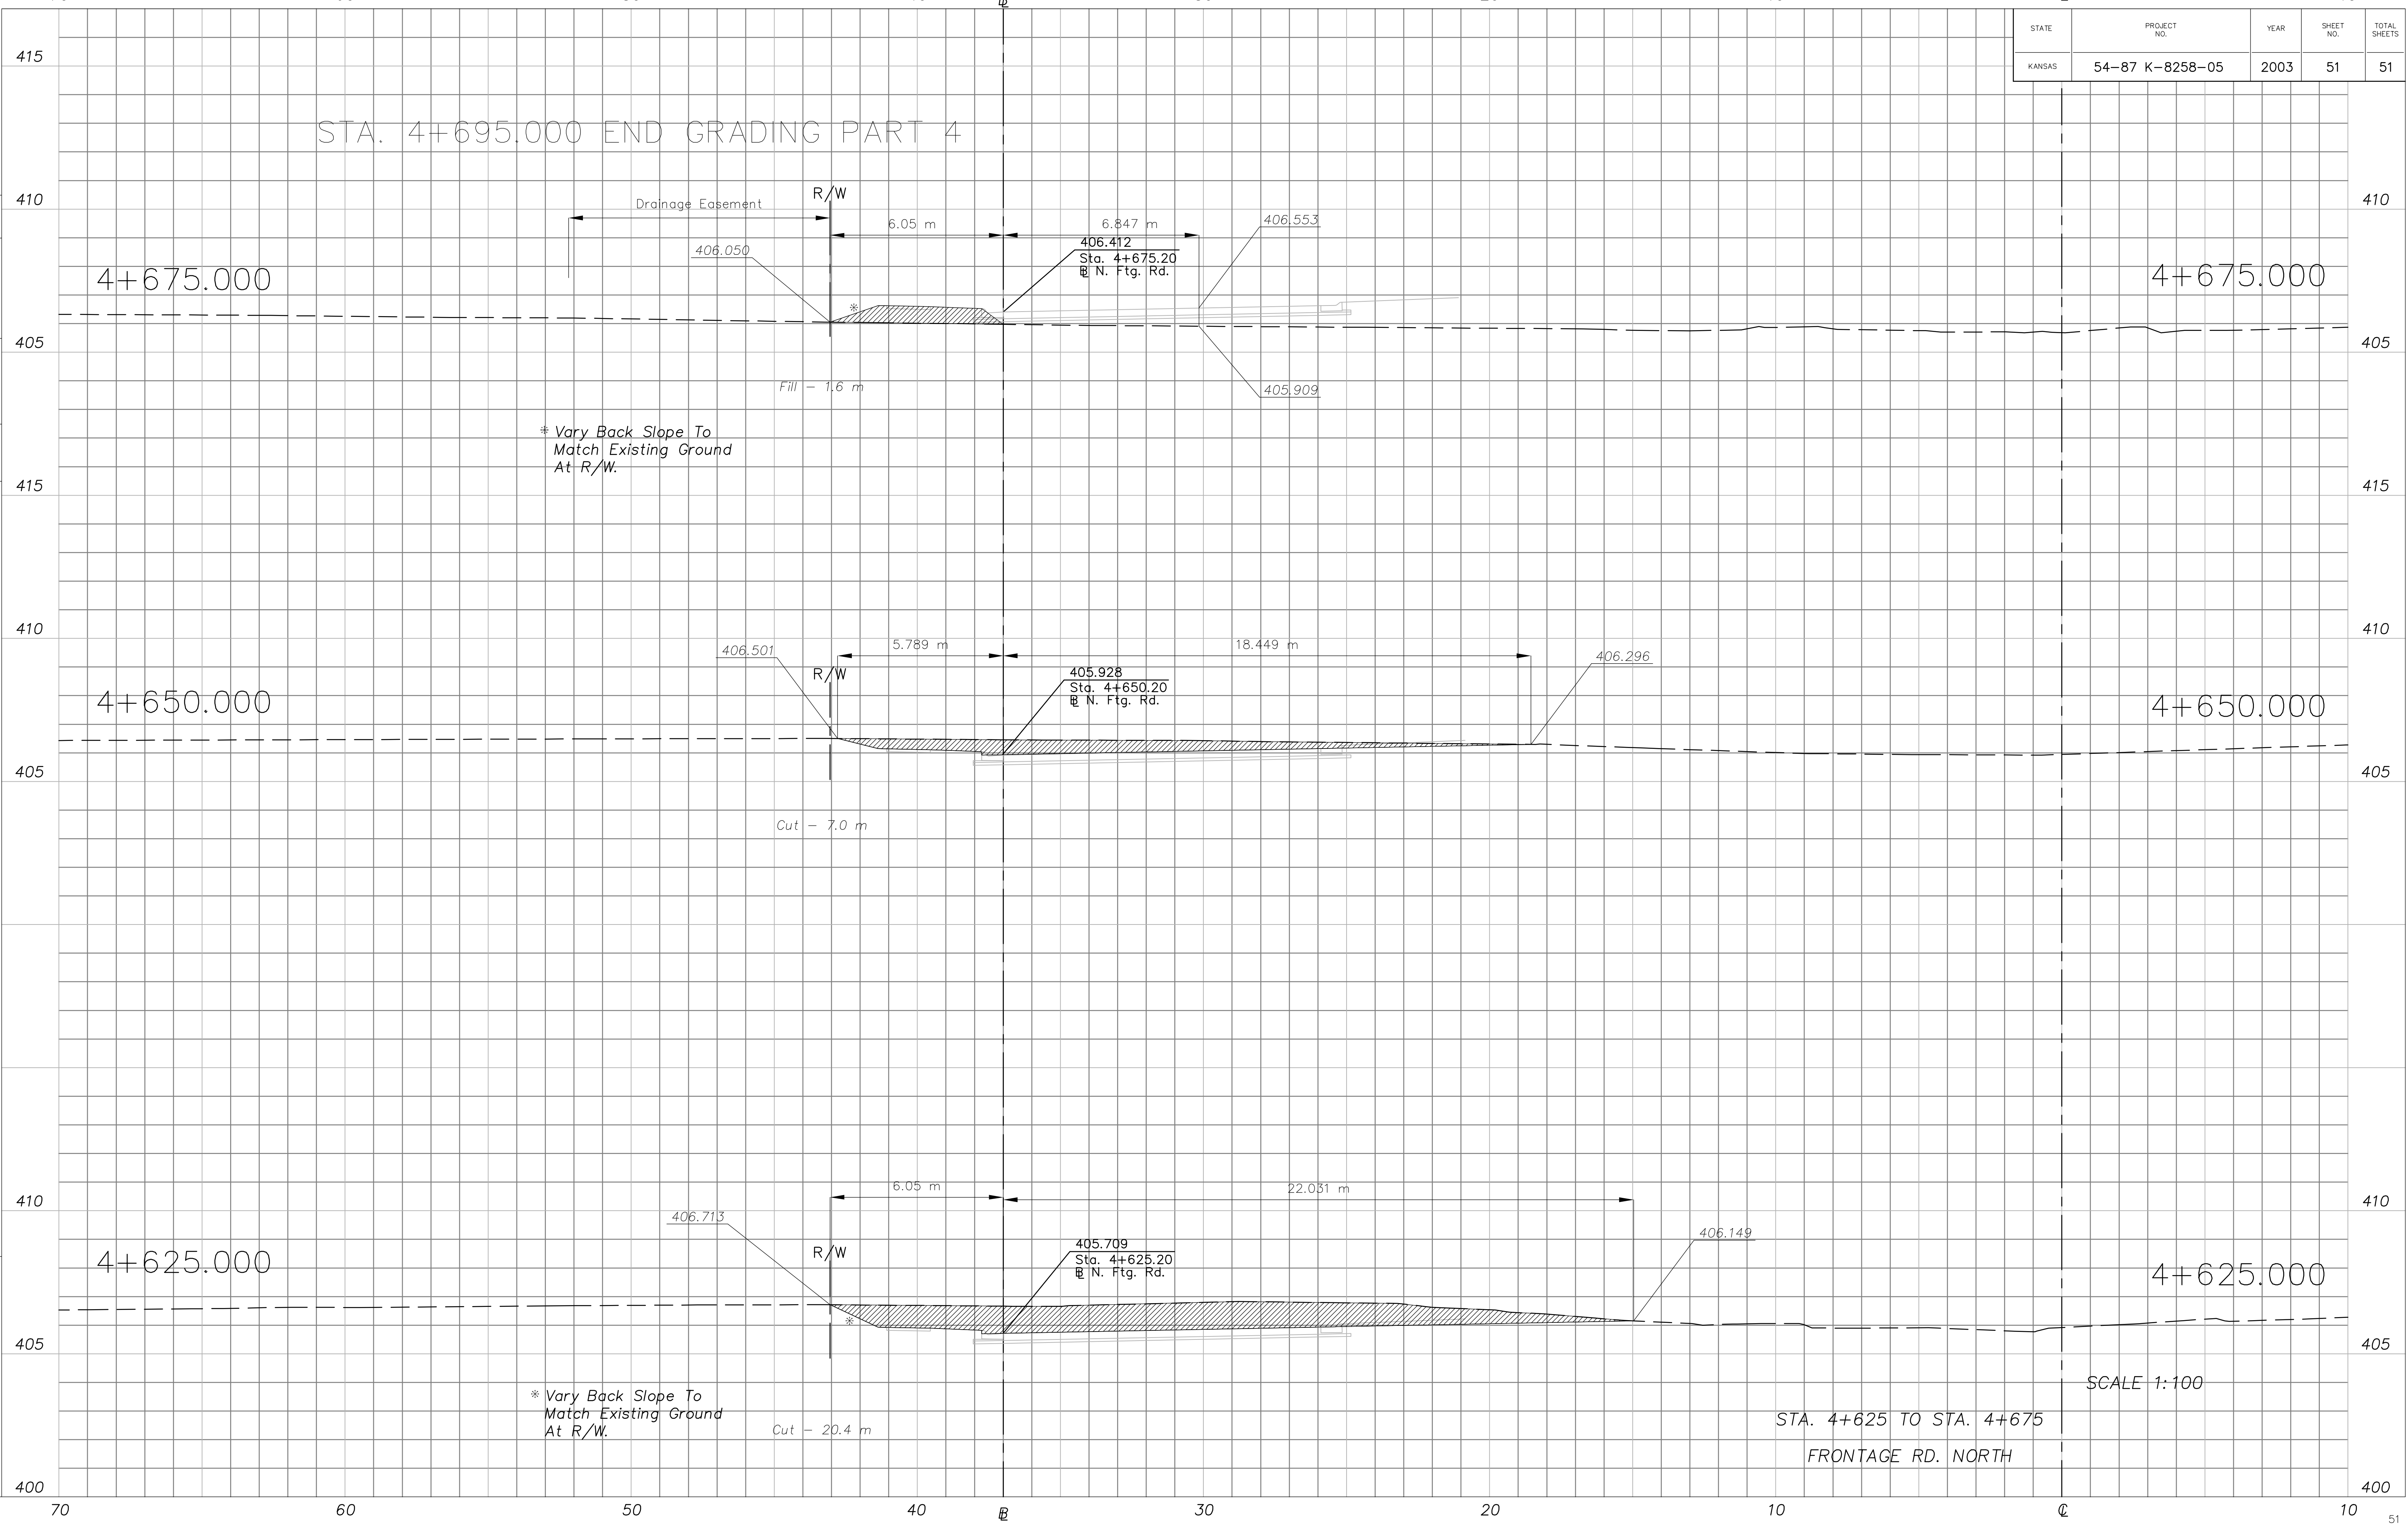 STATE PROJECT NO. YEAR SHEET NO. TOTAL SHEETS
KANSAS 54-87 K-8258-05 2003 51 51
415
STA. 4+695.000 END GRADING PART 4
410
410
R/W
Drainage Easement
6.05 m
6.847 m
406.553
406.050
406.412
Sta. 4+675.20
BL N. Ftg. Rd.
4+675.000
4+675.000
405
405
Fill - 1.6 m
405.909
* Vary Back Slope To
Match Existing Ground
At R/W.
*
415
415
410
410
406.501
5.789 m
18.449 m
406.296
R/W
405.928
Sta. 4+650.20
BL N. Ftg. Rd.
4+650.000
4+650.000
405
405
Cut - 7.0 m
410
410
6.05 m
22.031 m
406.713
406.149
R/W
405.709
Sta. 4+625.20
BL N. Ftg. Rd.
4+625.000
4+625.000
*
405
405
SCALE 1:100
* Vary Back Slope To
Match Existing Ground
At R/W.
Cut - 20.4 m
STA. 4+625 TO STA. 4+675
FRONTAGE RD. NORTH
400
400
70 60 50 40 BL 30 20 10 CL 10
51